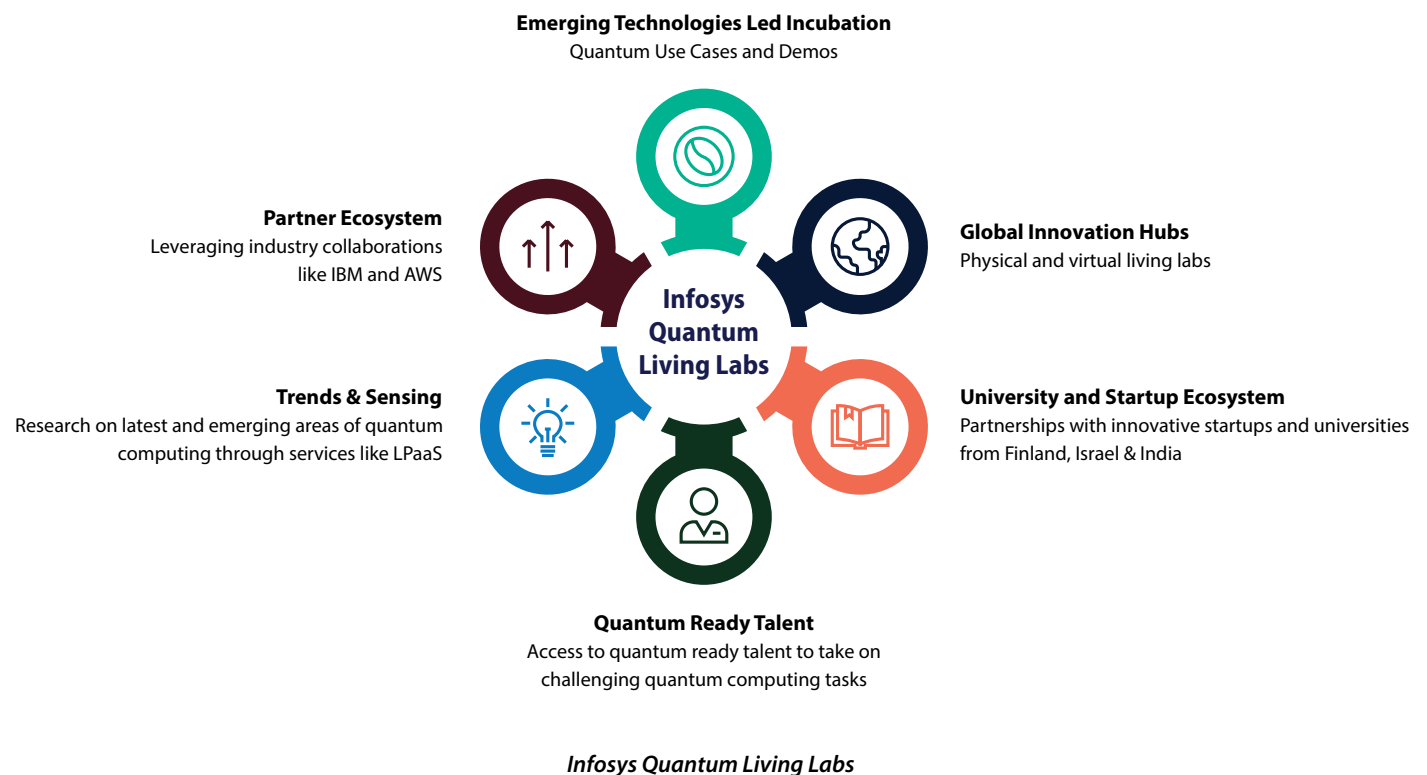 Emerging Technologies Led Incubation
Quantum Use Cases and Demos
Partner Ecosystem
Leveraging industry collaborations
like IBM and AWS
Global Innovation Hubs
Physical and virtual living labs
Infosys
Quantum
Living Labs
Trends & Sensing
Research on latest and emerging areas of quantum
computing through services like LPaaS
University and Startup Ecosystem
Partnerships with innovative startups and universities
from Finland, Israel & India
Quantum Ready Talent
Access to quantum ready talent to take on
challenging quantum computing tasks
Infosys Quantum Living Labs